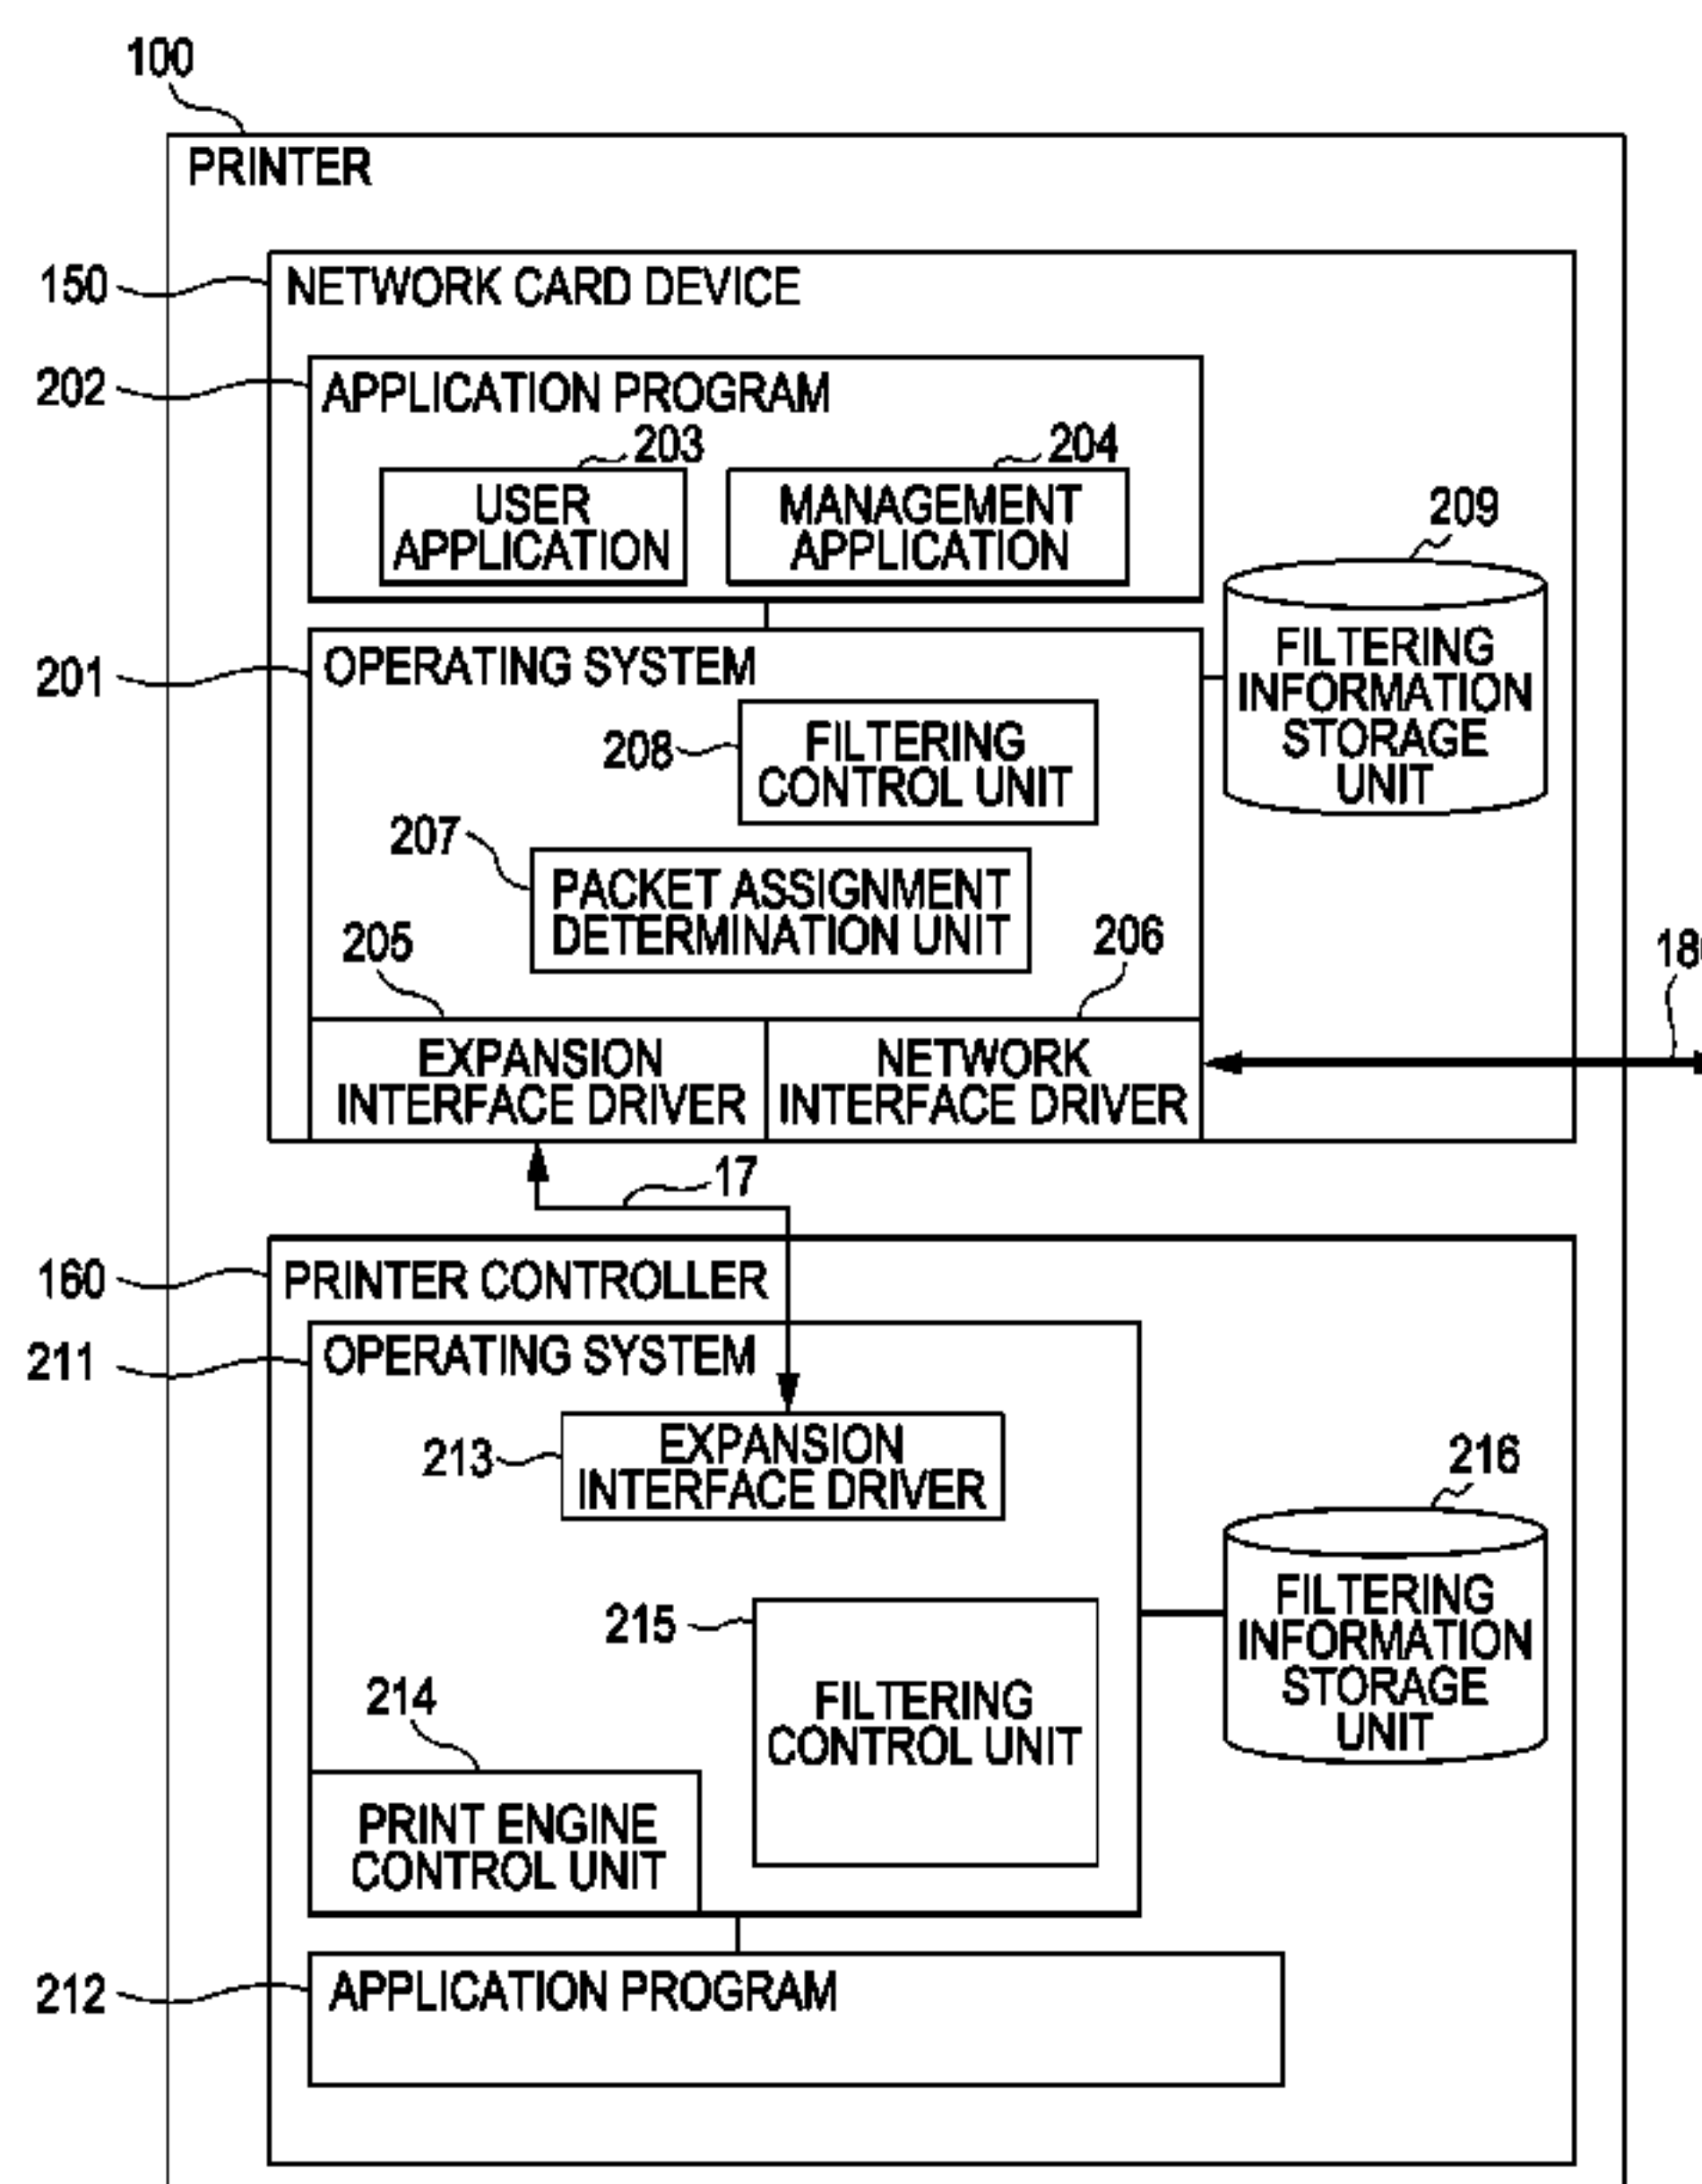 100
PRINTER
150
NETWORK CARD DEVICE
202
APPLICATION PROGRAM
203
204
USER
APPLICATION
MANAGEMENT
APPLICATION
209
FILTERING
INFORMATION
STORAGE
UNIT
201
OPERATING SYSTEM
208
FILTERING
CONTROL UNIT
207
PACKET ASSIGNMENT
DETERMINATION UNIT
205
206
EXPANSION
INTERFACE DRIVER
NETWORK
INTERFACE DRIVER
17
160
PRINTER CONTROLLER
211
OPERATING SYSTEM
213
EXPANSION
INTERFACE DRIVER
216
FILTERING
INFORMATION
STORAGE
UNIT
215
FILTERING
CONTROL UNIT
214
PRINT ENGINE
CONTROL UNIT
212
APPLICATION PROGRAM